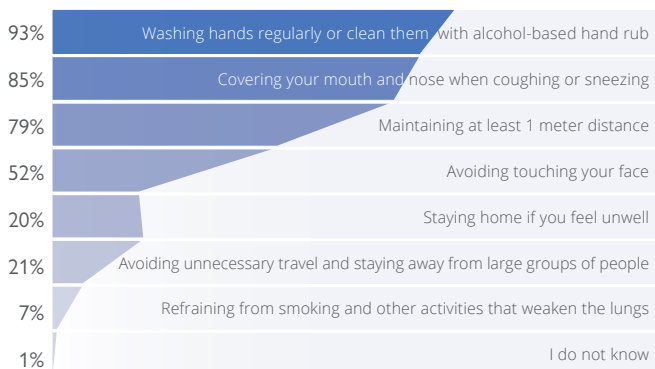 93% Washing hands regularly or clean them with alcohol-based hand rub
85% Covering your mouth and nose when coughing or sneezing
79% Maintaining at least 1 meter distance
52% Avoiding touching your face
20% Staying home if you feel unwell
21% Avoiding unnecessary travel and staying away from large groups of people
7% Refraining from smoking and other activities that weaken the lungs
1% I do not know